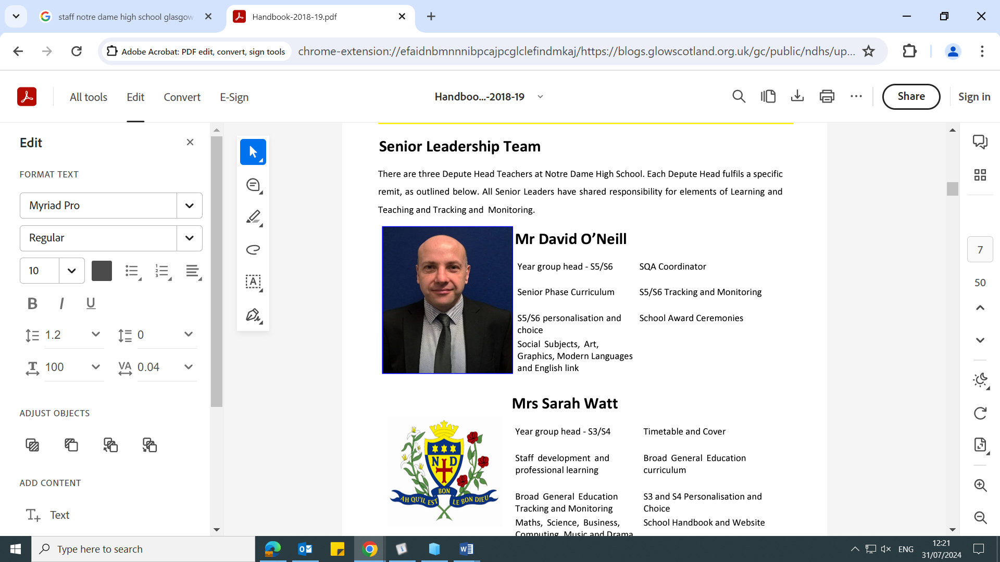 staff notre dame high school glasgow
Handbook-2018-19.pdf
Adobe Acrobat: PDF edit, convert, sign tools
chrome-extension://efaidnbmnnnibpcajpcglclefindmkaj/https://blogs.glowscotland.org.uk/gc/public/ndhs/up...
All tools
Edit
Convert
E-Sign
Handboo...-2018-19
Share
Sign in
Edit
FORMAT TEXT
Myriad Pro
Regular
10
B I U
1.2
0
100
VA 0.04
ADJUST OBJECTS
ADD CONTENT
Text
Senior Leadership Team
There are three Depute Head Teachers at Notre Dame High School. Each Depute Head fulfils a specific
remit, as outlined below. All Senior Leaders have shared responsibility for elements of Learning and
Teaching and Tracking and Monitoring.
Mr David O’Neill
Year group head - S5/S6
SQA Coordinator
Senior Phase Curriculum
S5/S6 Tracking and Monitoring
S5/S6 personalisation and
choice
School Award Ceremonies
Social Subjects, Art,
Graphics, Modern Languages
and English link
Mrs Sarah Watt
Year group head - S3/S4
Timetable and Cover
Staff development and
professional learning
Broad General Education
curriculum
Broad General Education
Tracking and Monitoring
S3 and S4 Personalisation and
Choice
Maths, Science, Business,
Computing, Music and Drama
School Handbook and Website
N D
BON
AH QU'IL EST
LE BON DIEU
7
50
Type here to search
ENG
12:21
31/07/2024